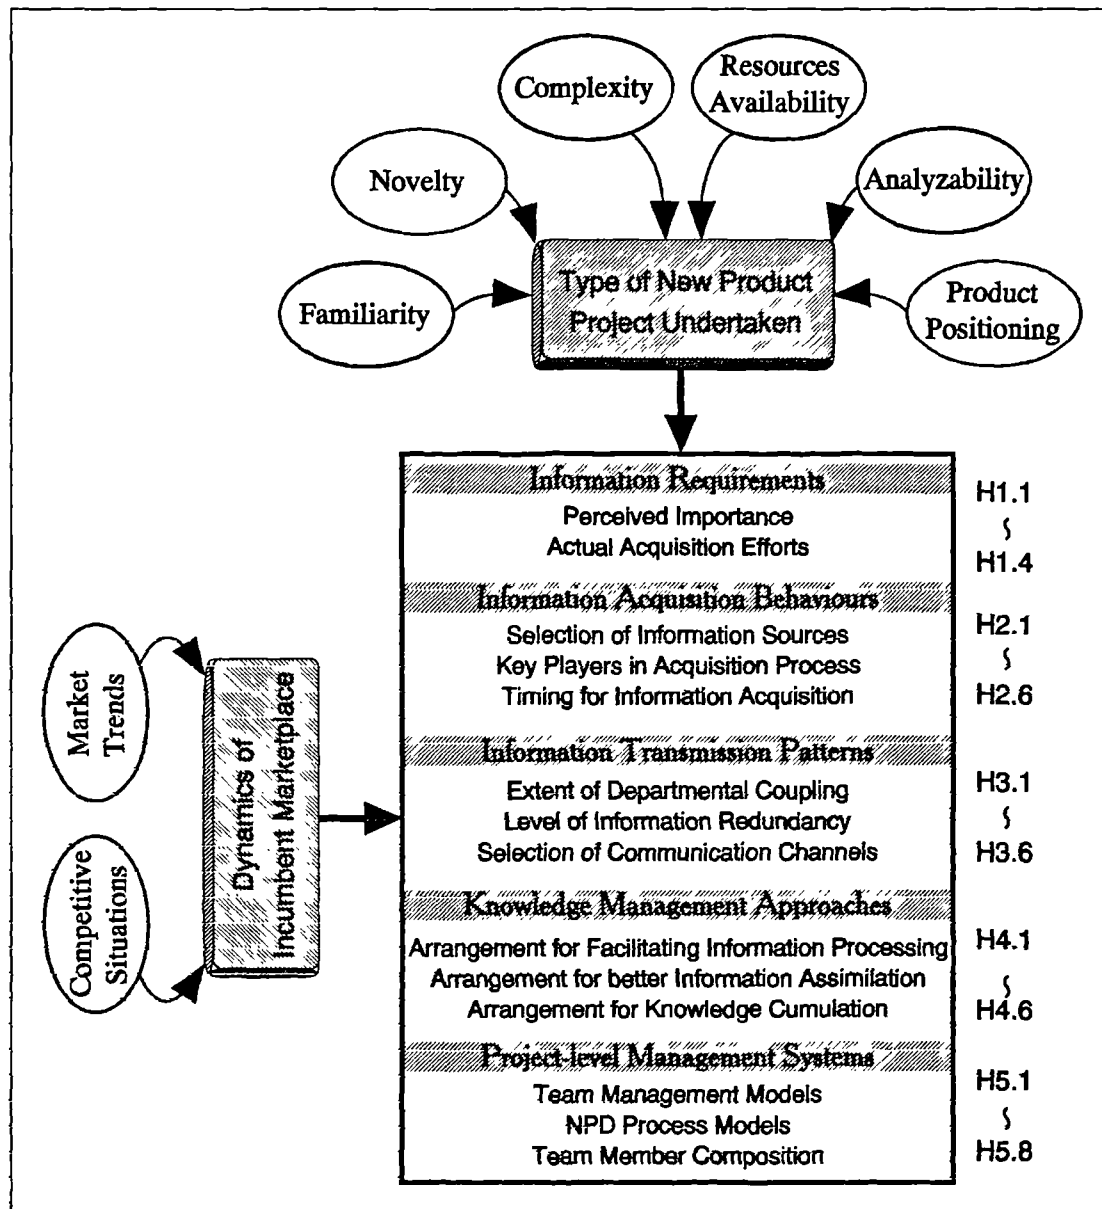 Complexity
Resources
Availability
Novelty
Analyzability
Familiarity
Type of New Product
Project Undertaken
Product
Positioning
Information Requirements
Perceived Importance
Actual Acquisition Efforts
H1.1
~
H1.4
Information Acquisition Behaviours
Selection of Information Sources
Key Players in Acquisition Process
Timing for Information Acquisition
H2.1
~
H2.6
Information Transmission Patterns
Extent of Departmental Coupling
Level of Information Redundancy
Selection of Communication Channels
H3.1
~
H3.6
Knowledge Management Approaches
Arrangement for Facilitating Information Processing
Arrangement for better Information Assimilation
Arrangement for Knowledge Cumulation
H4.1
~
H4.6
Project-level Management Systems
Team Management Models
NPD Process Models
Team Member Composition
H5.1
~
H5.8
Market
Trends
Competitive
Situations
Dynamics of
Incumbent Marketplace